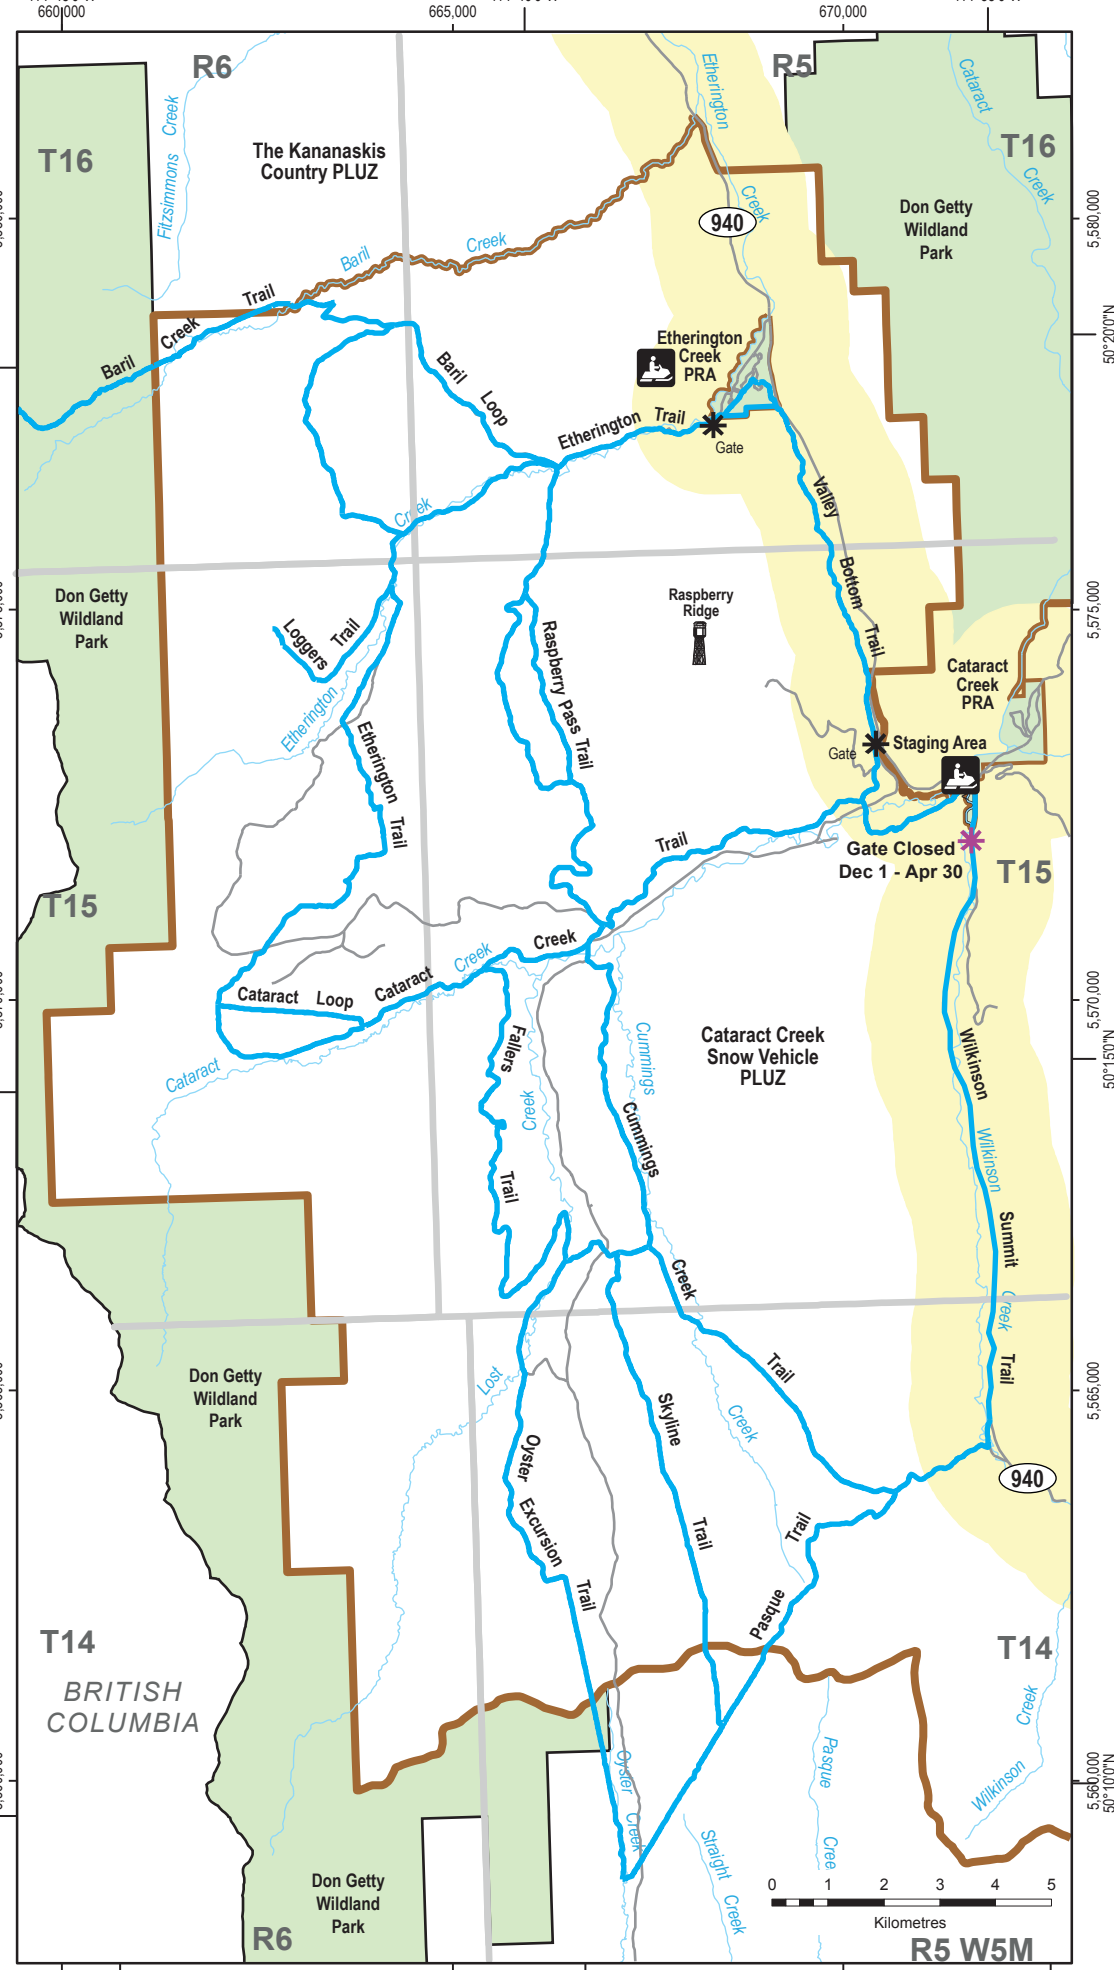 660,000
665,000
670,000
R6
R5
T16
T16
Fitzsimmons Creek
The Kananaskis
Country PLUZ
Etherington
Creek
Cataract
Creek
940
Don Getty
Wildland
Park
5,580,000
Baril
Creek
Baril Creek Trail
50°20'0"N
Etherington
Creek
PRA
Baril Loop
Etherington Trail
Gate
Creek
Valley Bottom Trail
Don Getty
Wildland
Park
Raspberry
Ridge
5,575,000
Loggers Trail
Raspberry Pass Trail
Etherington
Etherington Trail
Cataract
Creek
PRA
Gate
Staging Area
Trail
Gate Closed
Dec 1 - Apr 30
T15
T15
Creek
Creek
Cataract
Cataract Loop
5,570,000
Cataract
Fallers
Trail
Creek
Cummings
Cataract Creek
Snow Vehicle
PLUZ
50°15'0"N
Cummings
Creek
Trail
Wilkinson
Summit
Trail
Wilkinson
Creek
Don Getty
Wildland
Park
Lost
5,565,000
Skyline
Trail
Creek
Oyster
Excursion
Trail
940
Trail
Pasque
T14
T14
BRITISH
COLUMBIA
Creek
Wilkinson
Oyster
Creek
Pasque
Cree
Straight
Creek
5,560,000
50°10'0"N
Don Getty
Wildland
Park
0 1 2 3 4 5
Kilometres
R6
R5 W5M